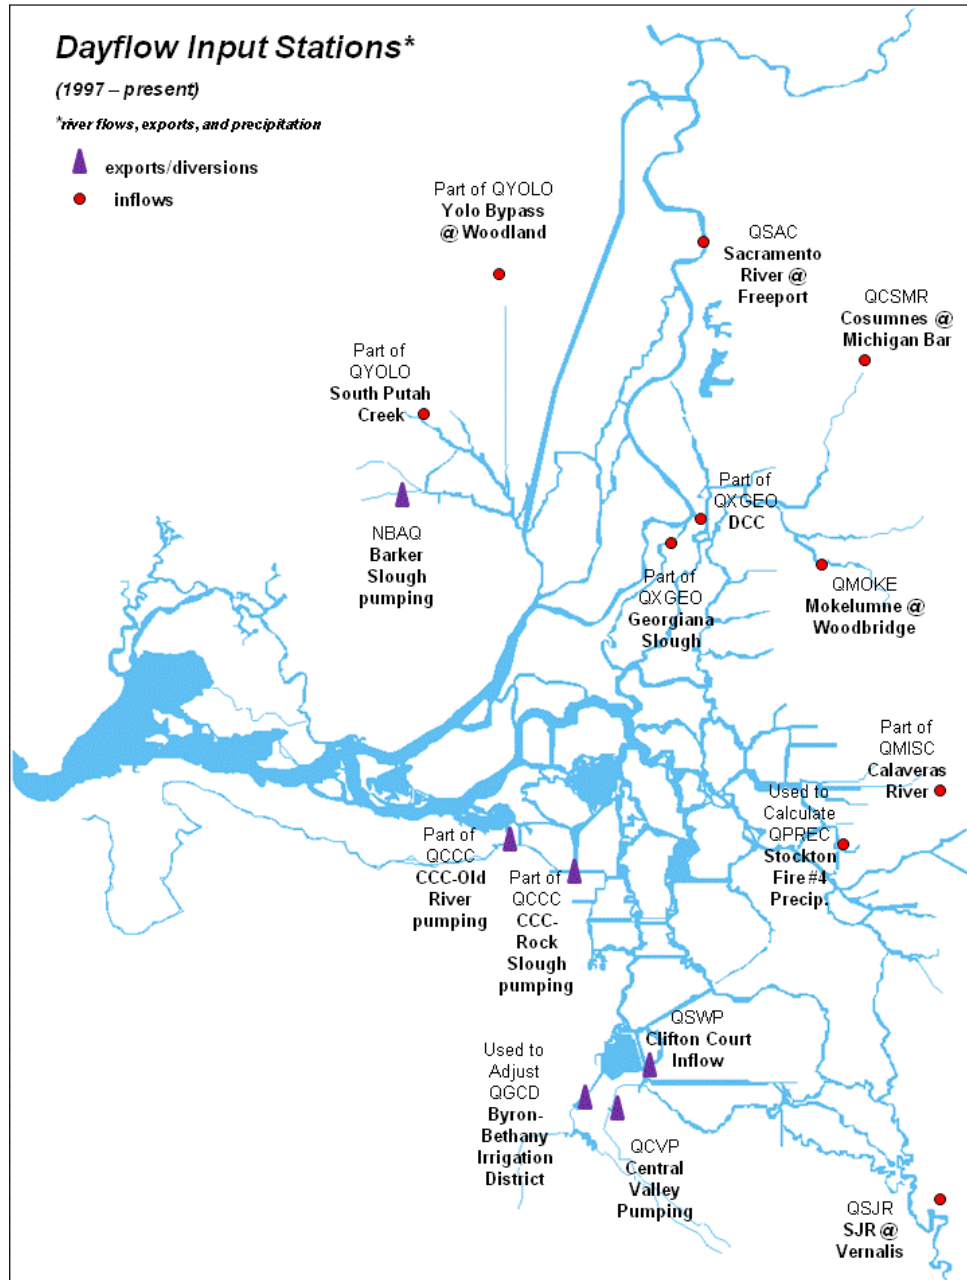 Dayflow Input Stations*
(1997 – present)
*river flows, exports, and precipitation
exports/diversions
inflows
Part of QYOLO
Yolo Bypass
@ Woodland
QSAC
Sacramento
River @
Freeport
QCSMR
Cosumnes @
Michigan Bar
Part of
QYOLO
South Putah
Creek
Part of
QXGEO
DCC
NBAQ
Barker
Slough
pumping
Part of
QXGEO
Georgiana
Slough
QMOKE
Mokelumne @
Woodbridge
Part of
QMISC
Calaveras
River
Used to
Calculate
QPREC
Stockton
Fire #4
Precip.
Part of
QCCC
CCC-Old
River
pumping
Part of
QCCC
CCC-
Rock
Slough
pumping
QSWP
Clifton Court
Inflow
Used to
Adjust
QGCD
Byron-
Bethany
Irrigation
District
QCVP
Central
Valley
Pumping
QSJR
SJR @
Vernalis